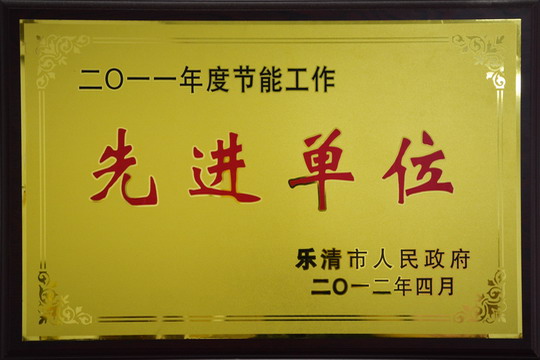 二〇一一年度节能工作
先进单位
乐清市人民政府
二〇一二年四月